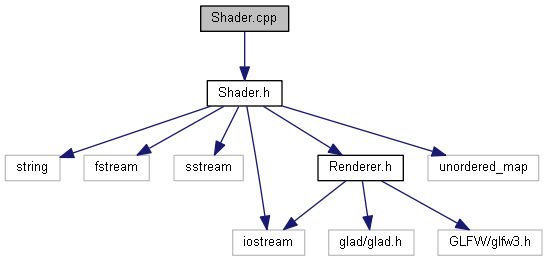 Shader.cpp
Shader.h
string
fstream
sstream
Renderer.h
unordered_map
iostream
glad/glad.h
GLFW/glfw3.h